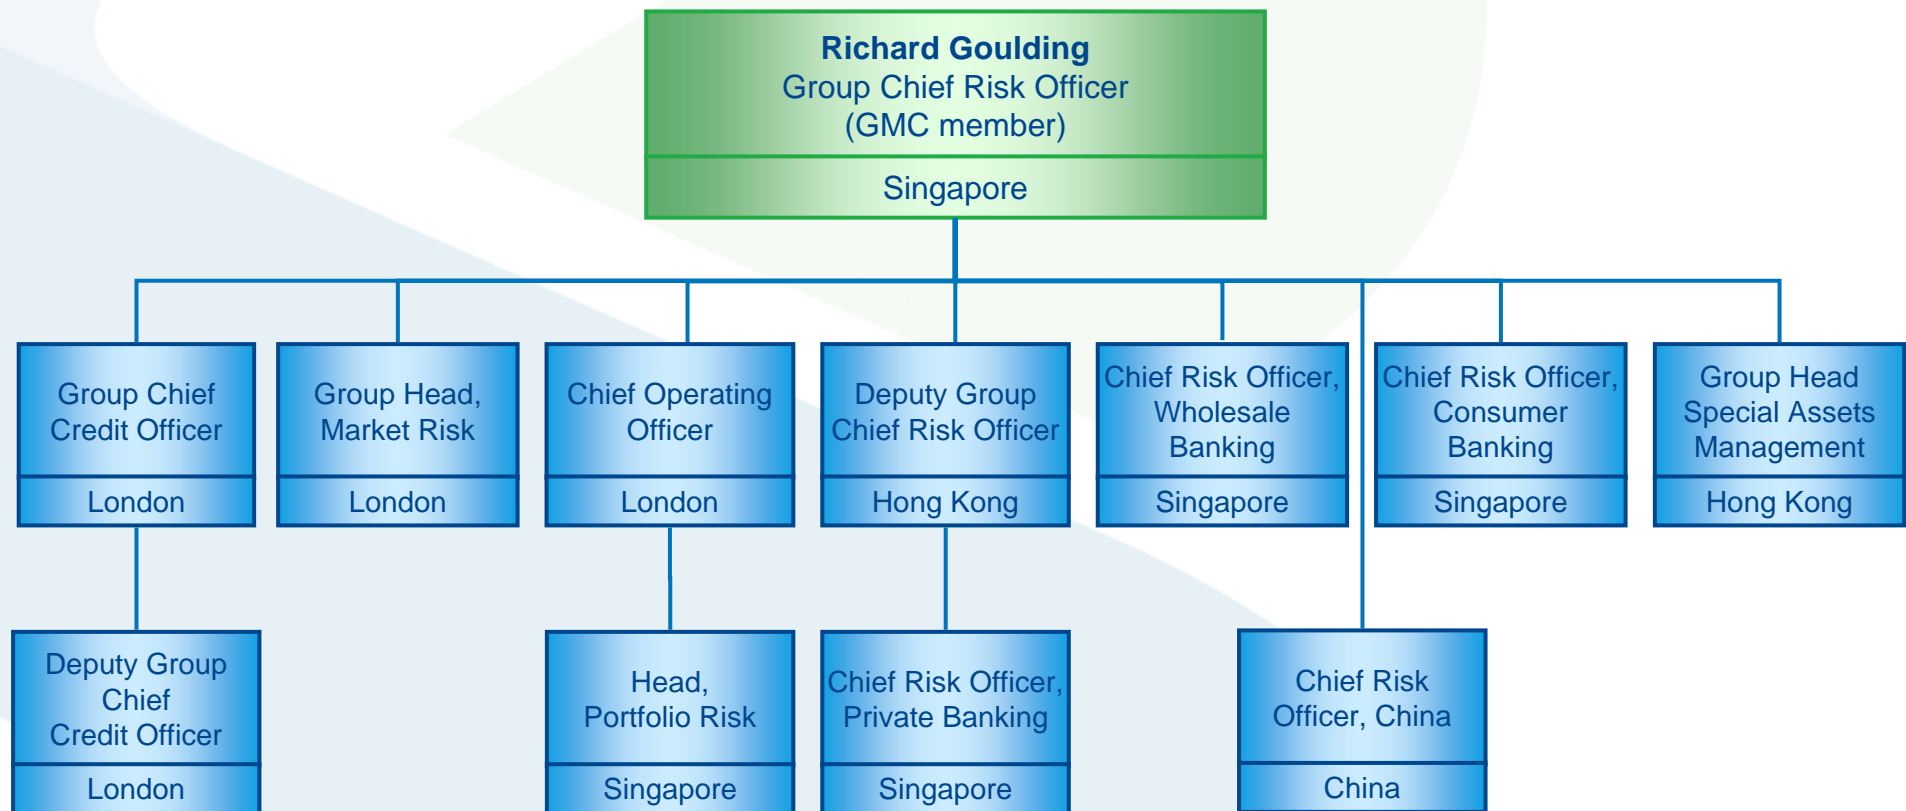 Richard Goulding
Group Chief Risk Officer
(GMC member)
Singapore
Group Chief
Credit Officer
London
Group Head,
Market Risk
London
Chief Operating
Officer
London
Deputy Group
Chief Risk Officer
Hong Kong
Chief Risk Officer,
Wholesale
Banking
Singapore
Chief Risk Officer,
Consumer
Banking
Singapore
Group Head
Special Assets
Management
Hong Kong
Deputy Group
Chief
Credit Officer
London
Head,
Portfolio Risk
Singapore
Chief Risk Officer,
Private Banking
Singapore
Chief Risk
Officer, China
China